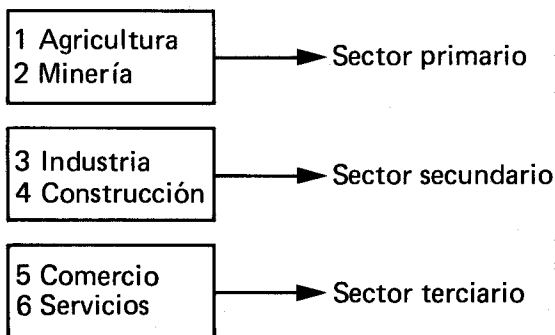 1 Agricultura
2 Minería
Sector primario
3 Industria
4 Construcción
Sector secundario
5 Comercio
6 Servicios
Sector terciario